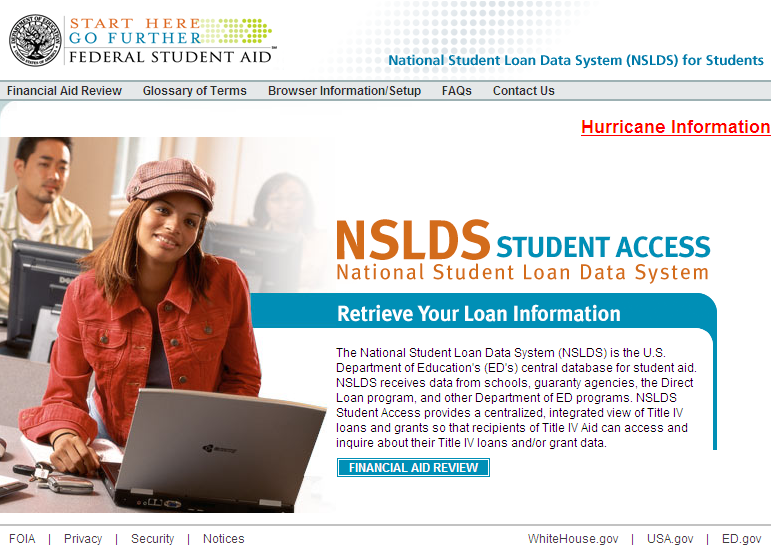 START HERE
GO FURTHER
FEDERAL STUDENT AID™
National Student Loan Data System (NSLDS) for Students
Financial Aid Review Glossary of Terms Browser Information/Setup FAQs Contact Us
Hurricane Information
NSLDS STUDENT ACCESS
National Student Loan Data System
Retrieve Your Loan Information
The National Student Loan Data System (NSLDS) is the U.S.
Department of Education's (ED's) central database for student aid.
NSLDS receives data from schools, guaranty agencies, the Direct
Loan program, and other Department of ED programs. NSLDS
Student Access provides a centralized, integrated view of Title IV
loans and grants so that recipients of Title IV Aid can access and
inquire about their Title IV loans and/or grant data.
FINANCIAL AID REVIEW
FOIA | Privacy | Security | Notices WhiteHouse.gov | USA.gov | ED.gov